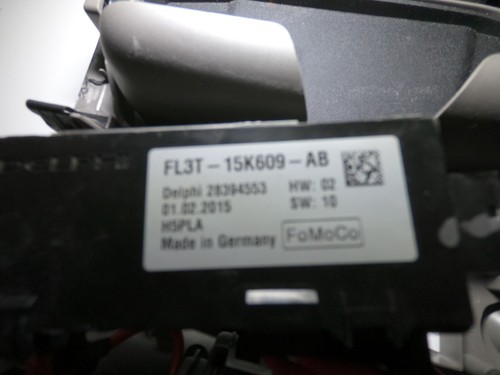 FL3T-15K609-AB
Delphi 28394553 HW: 02
01.02.2015 SW: 10
H5PLA
Made in Germany FoMoCo